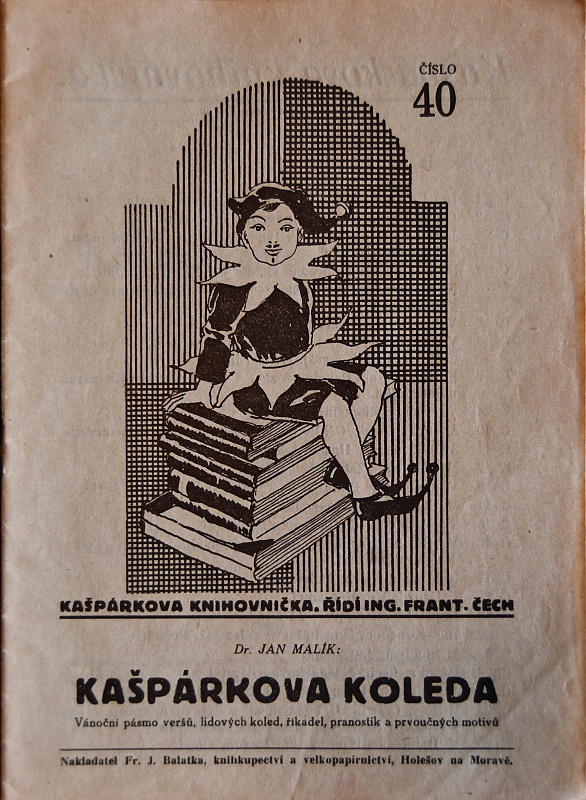 ČÍSLO
40
KAŠPÁRKOVA KNIHOVNIČKA. ŘÍDÍ ING. FRANT. ČECH
Dr. JAN MALÍK:
KAŠPÁRKOVA KOLEDA
Vánoční pásmo veršů, lidových koled, říkadel, pranostik a prvoučných motivů
Nakladatel Fr. J. Balatka, knihkupectví a velkopapírnictví, Holešov na Moravě.